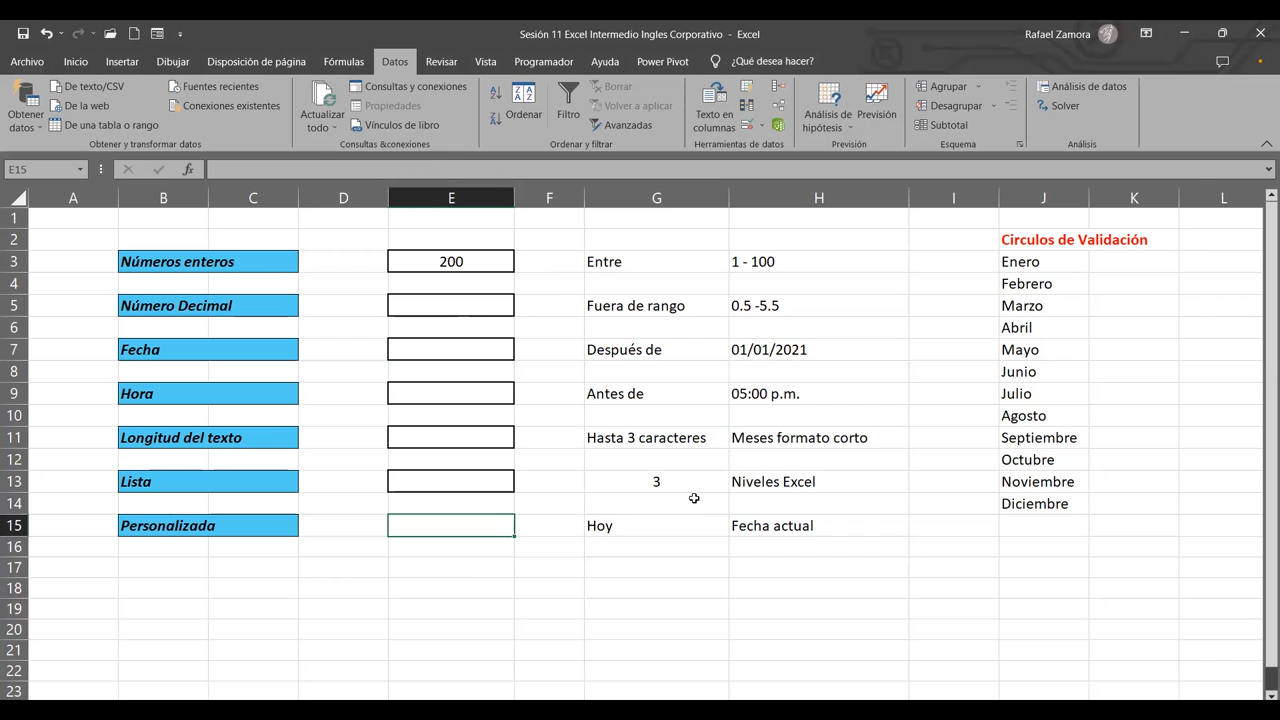 Sesión 11 Excel Intermedio Ingles Corporativo - Excel
Rafael Zamora
Archivo Inicio Insertar Dibujar Disposición de página Fórmulas Datos Revisar Vista Programador Ayuda Power Pivot ¿Qué desea hacer?
Obtener datos
De texto/CSV
De la web
De una tabla o rango
Fuentes recientes
Conexiones existentes
Obtener y transformar datos
Actualizar todo
Consultas y conexiones
Propiedades
Vínculos de libro
Consultas &conexiones
Ordenar
Filtro
Borrar
Volver a aplicar
Avanzadas
Ordenar y filtrar
Texto en columnas
Herramientas de datos
Análisis de hipótesis
Previsión
Previsión
Agrupar
Desagrupar
Subtotal
Esquema
Análisis de datos
Solver
Análisis
E15 fx
A B C D E F G H I J K L
1
2 Circulos de Validación
3 Números enteros 200 Entre 1 - 100 Enero
4 Febrero
5 Número Decimal Fuera de rango 0.5 -5.5 Marzo
6 Abril
7 Fecha Después de 01/01/2021 Mayo
8 Junio
9 Hora Antes de 05:00 p.m. Julio
10 Agosto
11 Longitud del texto Hasta 3 caracteres Meses formato corto Septiembre
12 Octubre
13 Lista 3 Niveles Excel Noviembre
14 Diciembre
15 Personalizada Hoy Fecha actual
16
17
18
19
20
21
22
23